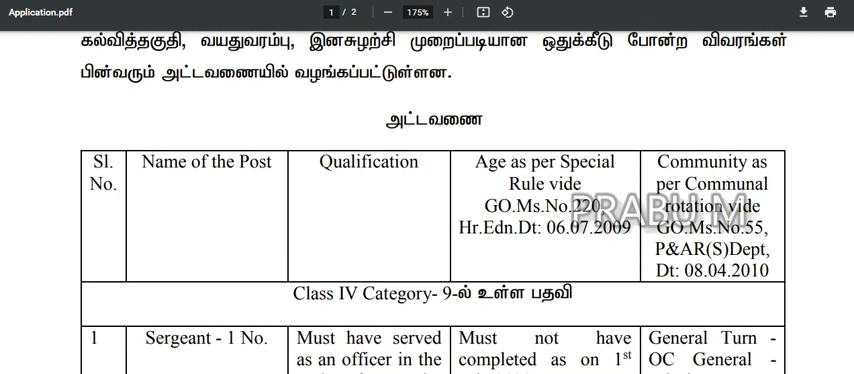 Application.pdf
1 / 2
175%
கல்வித்தகுதி, வயதுவரம்பு, இனசுழற்சி முறைப்படியான ஒதுக்கீடு போன்ற விவரங்கள்
பின்வரும் அட்டவணையில் வழங்கப்பட்டுள்ளன.
அட்டவணை
Sl. No.
Name of the Post
Qualification
Age as per Special
Rule vide
GO.Ms.No.220,
Hr.Edn.Dt: 06.07.2009
Community as
per Communal
rotation vide
GO.Ms.No.55,
P&AR(S)Dept,
Dt: 08.04.2010
PRABU M
Class IV Category- 9-ல் உள்ள பதவி
1
Sergeant - 1 No.
Must have served
as an officer in the
Must not have
completed as on 1st
General Turn -
OC General -